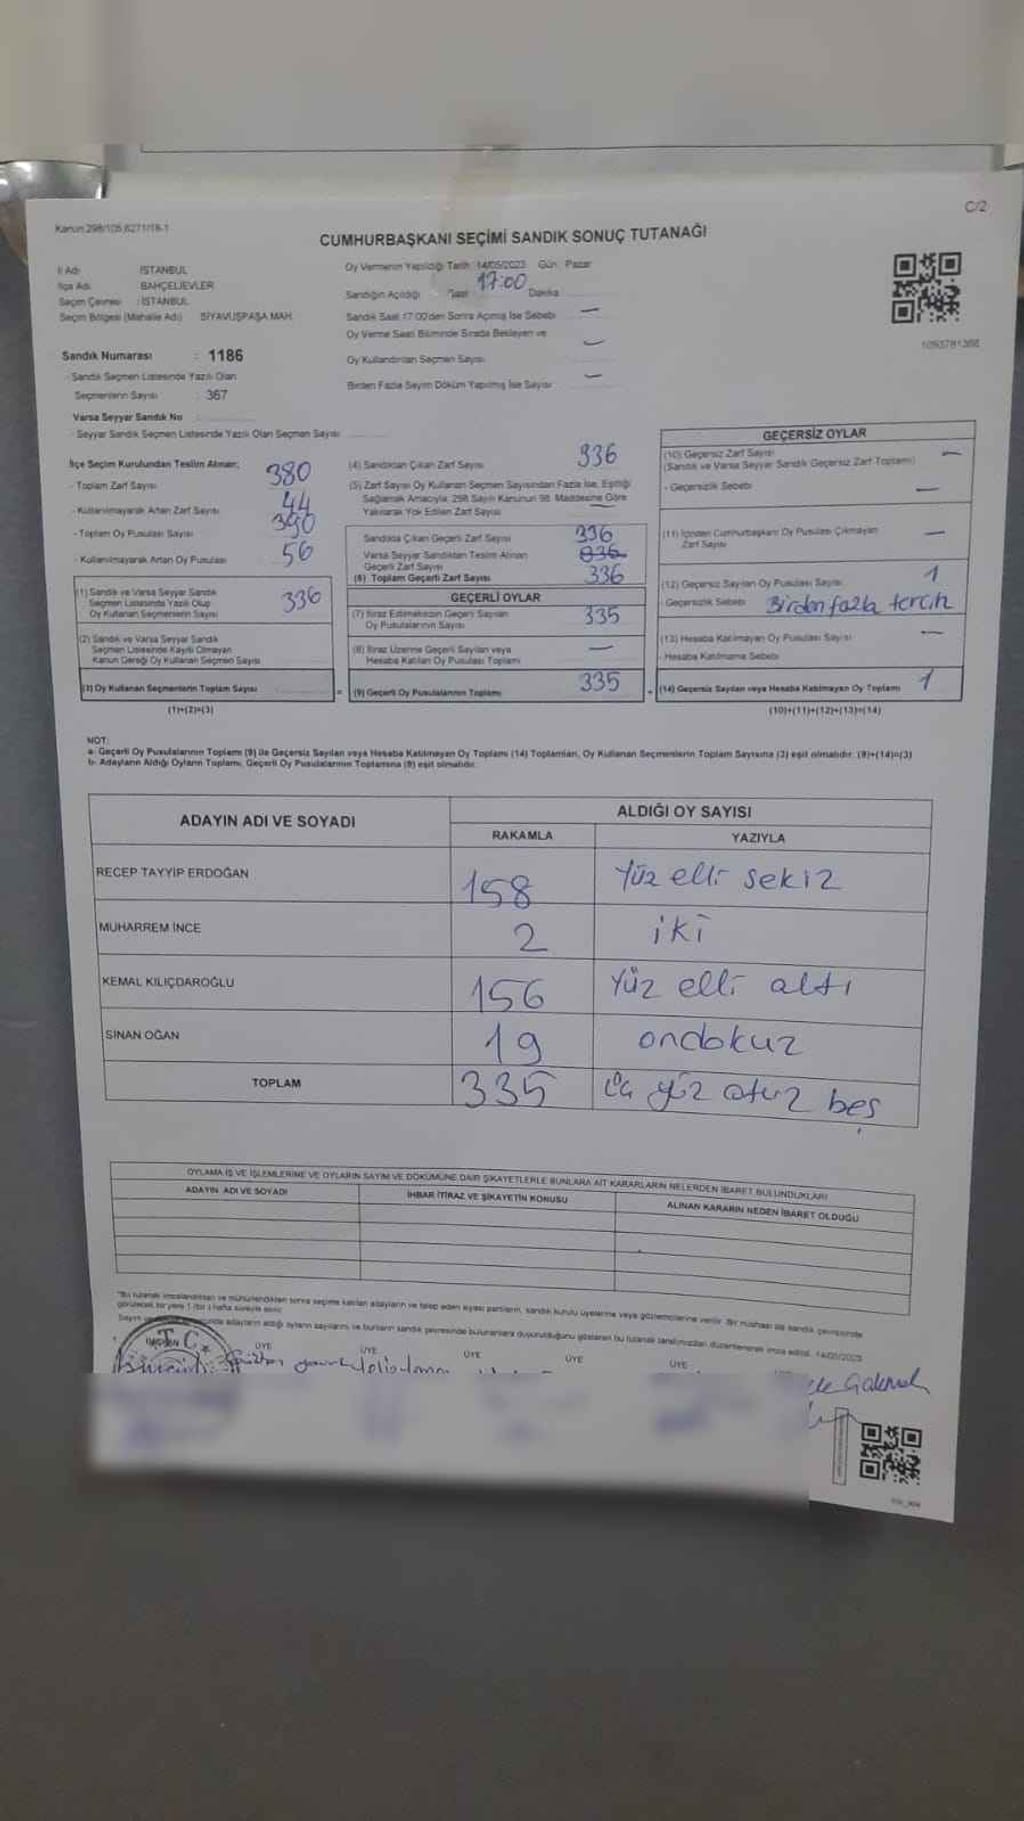 C/2
Kanun 298/105,6271/18-1
CUMHURBAŞKANI SEÇİMİ SANDIK SONUÇ TUTANAĞI
İl Adı : İSTANBUL
İlçe Adı : BAHÇELİEVLER
Seçim Çevresi : İSTANBUL
Seçim Bölgesi (Mahalle Adı) SİYAVUŞPAŞA MAH.
Oy Vermenin Yapıldığı Tarih : 14/05/2023 Gün : Pazar
Sandığın Açıldığı Saat 17:00 Dakika
Sandık Saat 17:00'den Sonra Açılmış İse Sebebi —
Oy Verme Saati Bitiminde Sırada Bekleyen ve
Oy Kullandırılan Seçmen Sayısı —
Birden Fazla Sayım Döküm Yapılmış İse Sayısı —
1093781368
Sandık Numarası : 1186
- Sandık Seçmen Listesinde Yazılı Olan
Seçmenlerin Sayısı : 367
Varsa Seyyar Sandık No
- Seyyar Sandık Seçmen Listesinde Yazılı Olan Seçmen Sayısı
İlçe Seçim Kurulundan Teslim Alınan;
- Toplam Zarf Sayısı 380
- Kullanılmayarak Artan Zarf Sayısı 44
- Toplam Oy Pusulası Sayısı 390
- Kullanılmayarak Artan Oy Pusulası 56
(1) Sandık ve Varsa Seyyar Sandık
Seçmen Listesinde Yazılı Olup
Oy Kullanan Seçmenlerin Sayısı 336
(2) Sandık ve Varsa Seyyar Sandık
Seçmen Listesinde Kayıtlı Olmayan
Kanun Gereği Oy Kullanan Seçmen Sayısı
(3) Oy Kullanan Seçmenlerin Toplam Sayısı
(1)+(2)=(3)
(4) Sandıktan Çıkan Zarf Sayısı 336
(5) Zarf Sayısı Oy Kullanan Seçmen Sayısından Fazla İse, Eşitliği
Sağlamak Amacıyla, 298 Sayılı Kanunun 98. Maddesine Göre
Yakılarak Yok Edilen Zarf Sayısı —
Sandıkta Çıkan Geçerli Zarf Sayısı 336
Varsa Seyyar Sandıktan Teslim Alınan
Geçerli Zarf Sayısı 336
(6) Toplam Geçerli Zarf Sayısı 336
GEÇERLİ OYLAR
(7) İtiraz Edilmeksizin Geçerli Sayılan
Oy Pusulalarının Sayısı 335
(8) İtiraz Üzerine Geçerli Sayılan veya
Hesaba Katılan Oy Pusulası Toplamı —
= (9) Geçerli Oy Pusulalarının Toplamı 335
GEÇERSİZ OYLAR
(10) Geçersiz Zarf Sayısı
(Sandık ve Varsa Seyyar Sandık Geçersiz Zarf Toplamı) —
- Geçersizlik Sebebi —
(11) İçinden Cumhurbaşkanı Oy Pusulası Çıkmayan
Zarf Sayısı —
(12) Geçersiz Sayılan Oy Pusulası Sayısı 1
- Geçersizlik Sebebi Birden fazla tercih
(13) Hesaba Katılmayan Oy Pusulası Sayısı —
- Hesaba Katılmama Sebebi
+ (14) Geçersiz Sayılan veya Hesaba Katılmayan Oy Toplamı 1
(10)+(11)+(12)+(13)=(14)
NOT:
a- Geçerli Oy Pusulalarının Toplamı (9) ile Geçersiz Sayılan veya Hesaba Katılmayan Oy Toplamı (14) Toplamları, Oy Kullanan Seçmenlerin Toplam Sayısına (3) eşit olmalıdır. (9)+(14)=(3)
b- Adayların Aldığı Oyların Toplamı, Geçerli Oy Pusulalarının Toplamına (9) eşit olmalıdır.
ADAYIN ADI VE SOYADI
ALDIĞI OY SAYISI
RAKAMLA YAZIYLA
RECEP TAYYİP ERDOĞAN 158 Yüz elli sekiz
MUHARREM İNCE 2 iki
KEMAL KILIÇDAROĞLU 156 Yüz elli altı
SİNAN OĞAN 19 ondokuz
TOPLAM 335 üç yüz otuz beş
OYLAMA İŞ VE İŞLEMLERİNE VE OYLARIN SAYIM VE DÖKÜMÜNE DAİR ŞİKAYETLERLE BUNLARA AİT KARARLARIN NELERDEN İBARET BULUNDUKLARI
ADAYIN ADI VE SOYADI İHBAR İTİRAZ VE ŞİKAYETİN KONUSU ALINAN KARARIN NEDEN İBARET OLDUĞU
T.C.
ÜYE ÜYE ÜYE ÜYE ÜYE